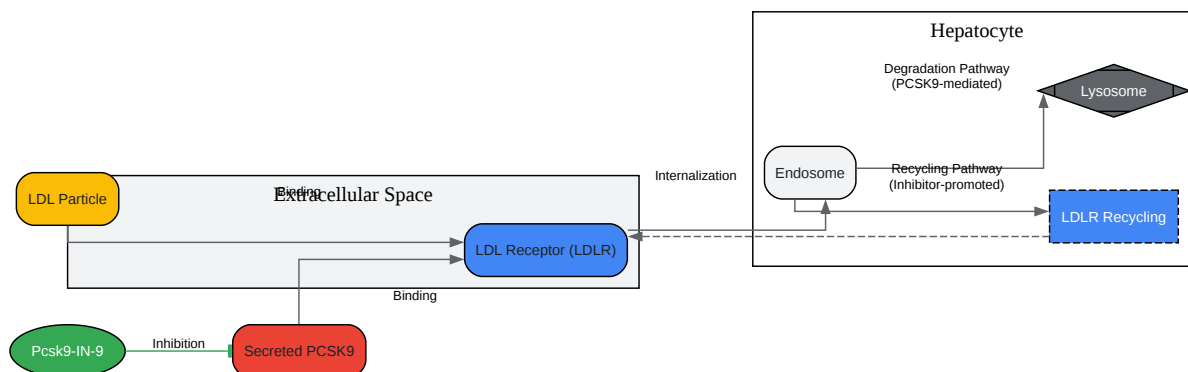 Hepatocyte
Degradation Pathway
(PCSK9-mediated)
Lysosome
Endosome
Recycling Pathway
(Inhibitor-promoted)
LDLR Recycling
Internalization
LDL Particle
Binding
Extracellular Space
LDL Receptor (LDLR)
Binding
Pcsk9-IN-9
Inhibition
Secreted PCSK9